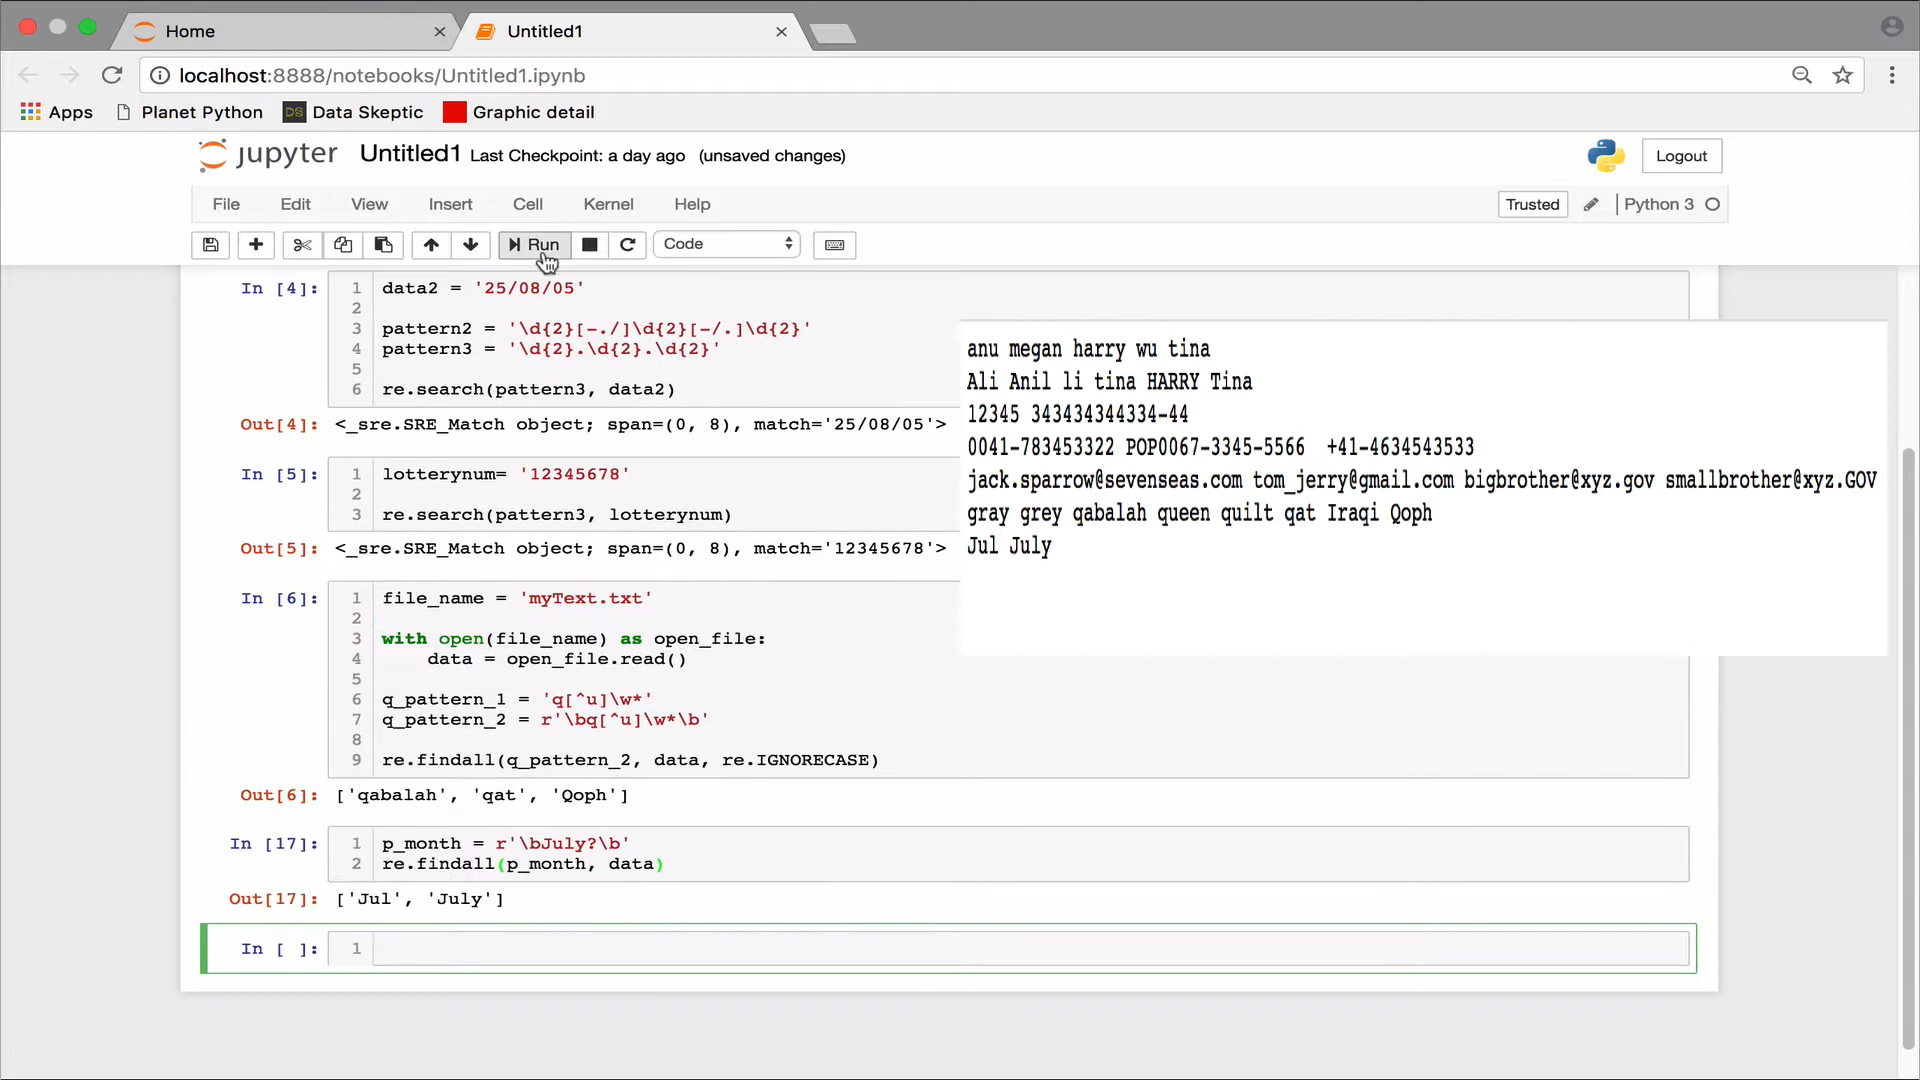 Home
Untitled1
localhost:8888/notebooks/Untitled1.ipynb
Apps
Planet Python
DS Data Skeptic
Graphic detail
jupyter Untitled1 Last Checkpoint: a day ago (unsaved changes)
Logout
File Edit View Insert Cell Kernel Help
Trusted
Python 3
Run
Code
In [4]:
1 data2 = '25/08/05'
2
3 pattern2 = '\d{2}[-./]\d{2}[-/.]\d{2}'
4 pattern3 = '\d{2}.\d{2}.\d{2}'
5
6 re.search(pattern3, data2)
Out[4]: <_sre.SRE_Match object; span=(0, 8), match='25/08/05'>
In [5]:
1 lotterynum= '12345678'
2
3 re.search(pattern3, lotterynum)
Out[5]: <_sre.SRE_Match object; span=(0, 8), match='12345678'>
In [6]:
1 file_name = 'myText.txt'
2
3 with open(file_name) as open_file:
4     data = open_file.read()
5
6 q_pattern_1 = 'q[^u]\w*'
7 q_pattern_2 = r'\bq[^u]\w*\b'
8
9 re.findall(q_pattern_2, data, re.IGNORECASE)
Out[6]: ['qabalah', 'qat', 'Qoph']
In [17]:
1 p_month = r'\bJuly?\b'
2 re.findall(p_month, data)
Out[17]: ['Jul', 'July']
In [ ]:
1
anu megan harry wu tina
Ali Anil li tina HARRY Tina
12345 343434344334-44
0041-783453322 POP0067-3345-5566  +41-4634543533
jack.sparrow@sevenseas.com tom_jerry@gmail.com bigbrother@xyz.gov smallbrother@xyz.GOV
gray grey qabalah queen quilt qat Iraqi Qoph
Jul July